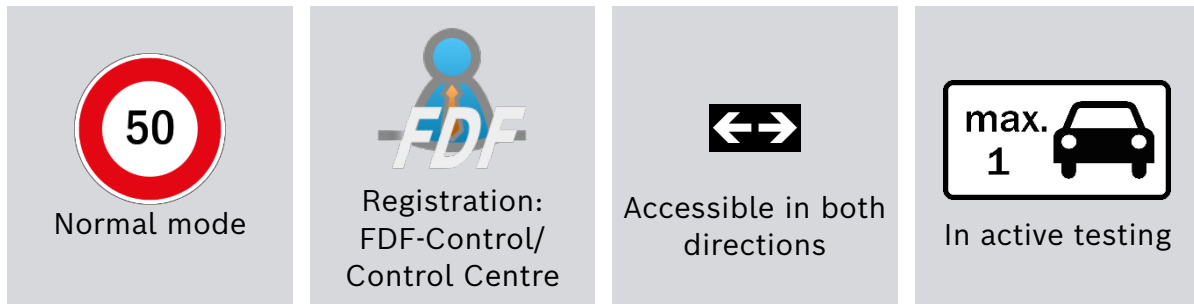 50
Normal mode
FDF
Registration:
FDF-Control/
Control Centre
Accessible in both
directions
max.
1
In active testing